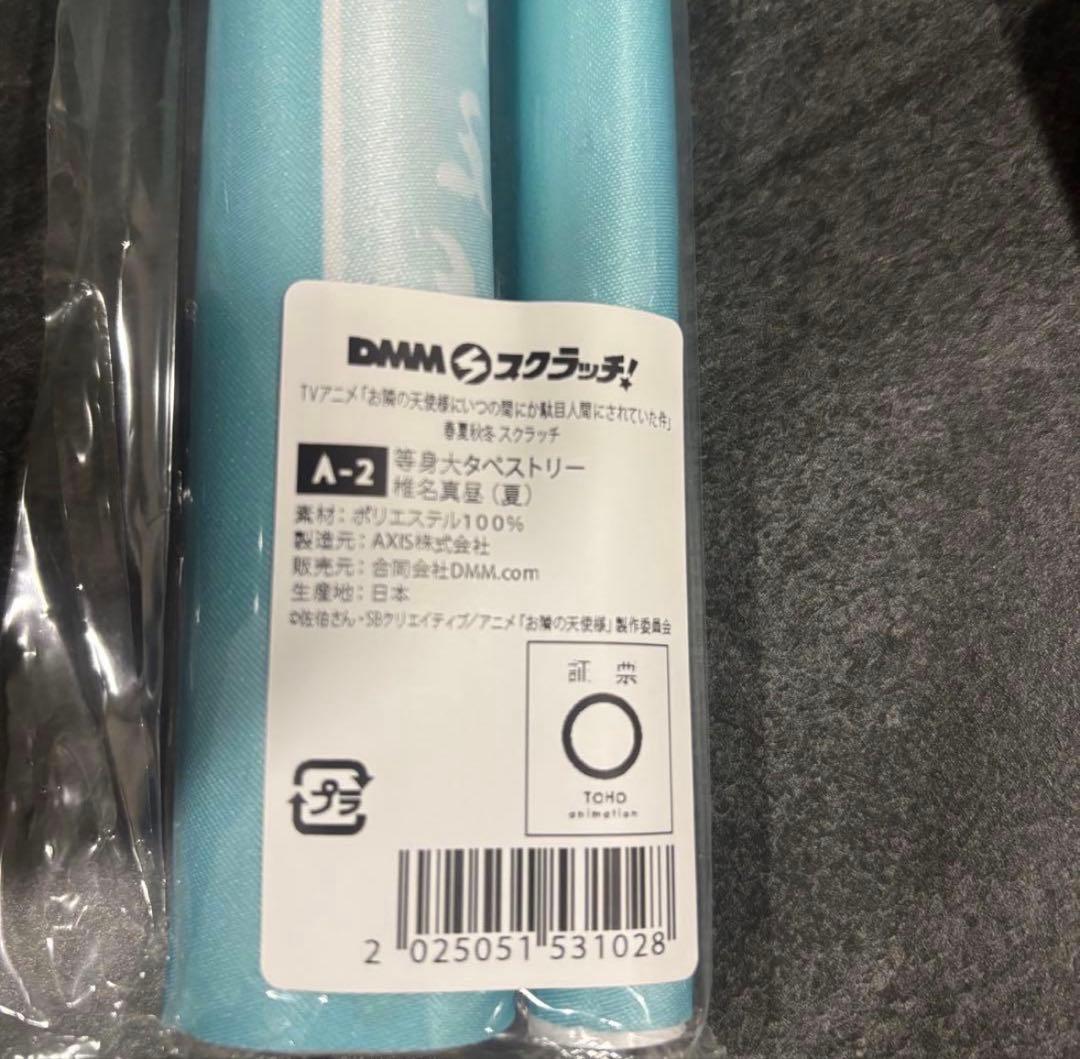 DMMスクラッチ!
TVアニメ「お隣の天使様にいつの間にか駄目人間にされていた件」
春夏秋冬 スクラッチ
A-2 等身大タペストリー
椎名真昼（夏）
素材：ポリエステル100%
製造元：AXIS株式会社
販売元：合同会社DMM.com
生産地：日本
©佐伯さん・SBクリエイティブ/アニメ「お隣の天使様」製作委員会
証票
TOHO
animation
プラ
2 025051 531028